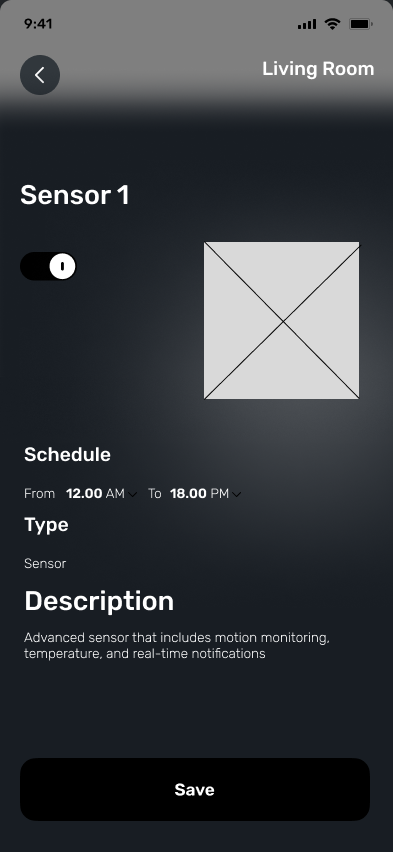 9:41
Living Room
Sensor 1
Schedule
From 12.00 AM To 18.00 PM
Type
Sensor
Description
Advanced sensor that includes motion monitoring,
temperature, and real-time notifications
Save